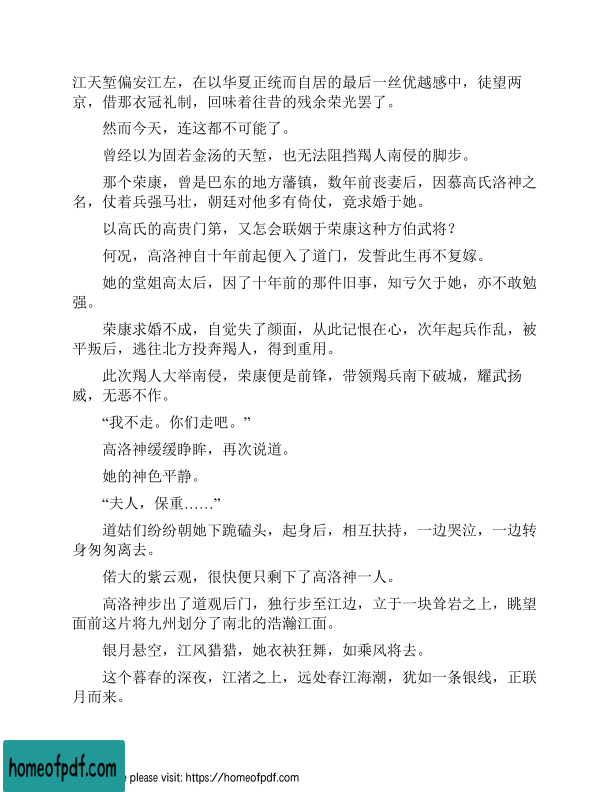 江天堑偏安江左，在以华夏正统而自居的最后一丝优越感中，徒望两
京，借那衣冠礼制，回味着往昔的残余荣光罢了。
然而今天，连这都不可能了。
曾经以为固若金汤的天堑，也无法阻挡羯人南侵的脚步。
那个荣康，曾是巴东的地方藩镇，数年前丧妻后，因慕高氏洛神之
名，仗着兵强马壮，朝廷对他多有倚仗，竟求婚于她。
以高氏的高贵门第，又怎会联姻于荣康这种方伯武将？
何况，高洛神自十年前起便入了道门，发誓此生再不复嫁。
她的堂姐高太后，因了十年前的那件旧事，知亏欠于她，亦不敢勉
强。
荣康求婚不成，自觉失了颜面，从此记恨在心，次年起兵作乱，被
平叛后，逃往北方投奔羯人，得到重用。
此次羯人大举南侵，荣康便是前锋，带领羯兵南下破城，耀武扬
威，无恶不作。
“我不走。你们走吧。”
高洛神缓缓睁眸，再次说道。
她的神色平静。
“夫人，保重……”
道姑们纷纷朝她下跪磕头，起身后，相互扶持，一边哭泣，一边转
身匆匆离去。
偌大的紫云观，很快便只剩下了高洛神一人。
高洛神步出了道观后门，独行步至江边，立于一块耸岩之上，眺望
面前这片将九州划分了南北的浩瀚江面。
银月悬空，江风猎猎，她衣袂狂舞，如乘风将去。
这个暮春的深夜，江渚之上，远处春江海潮，犹如一条银线，正联
月而来。
homeofpdf.com
e please visit: https://homeofpdf.com